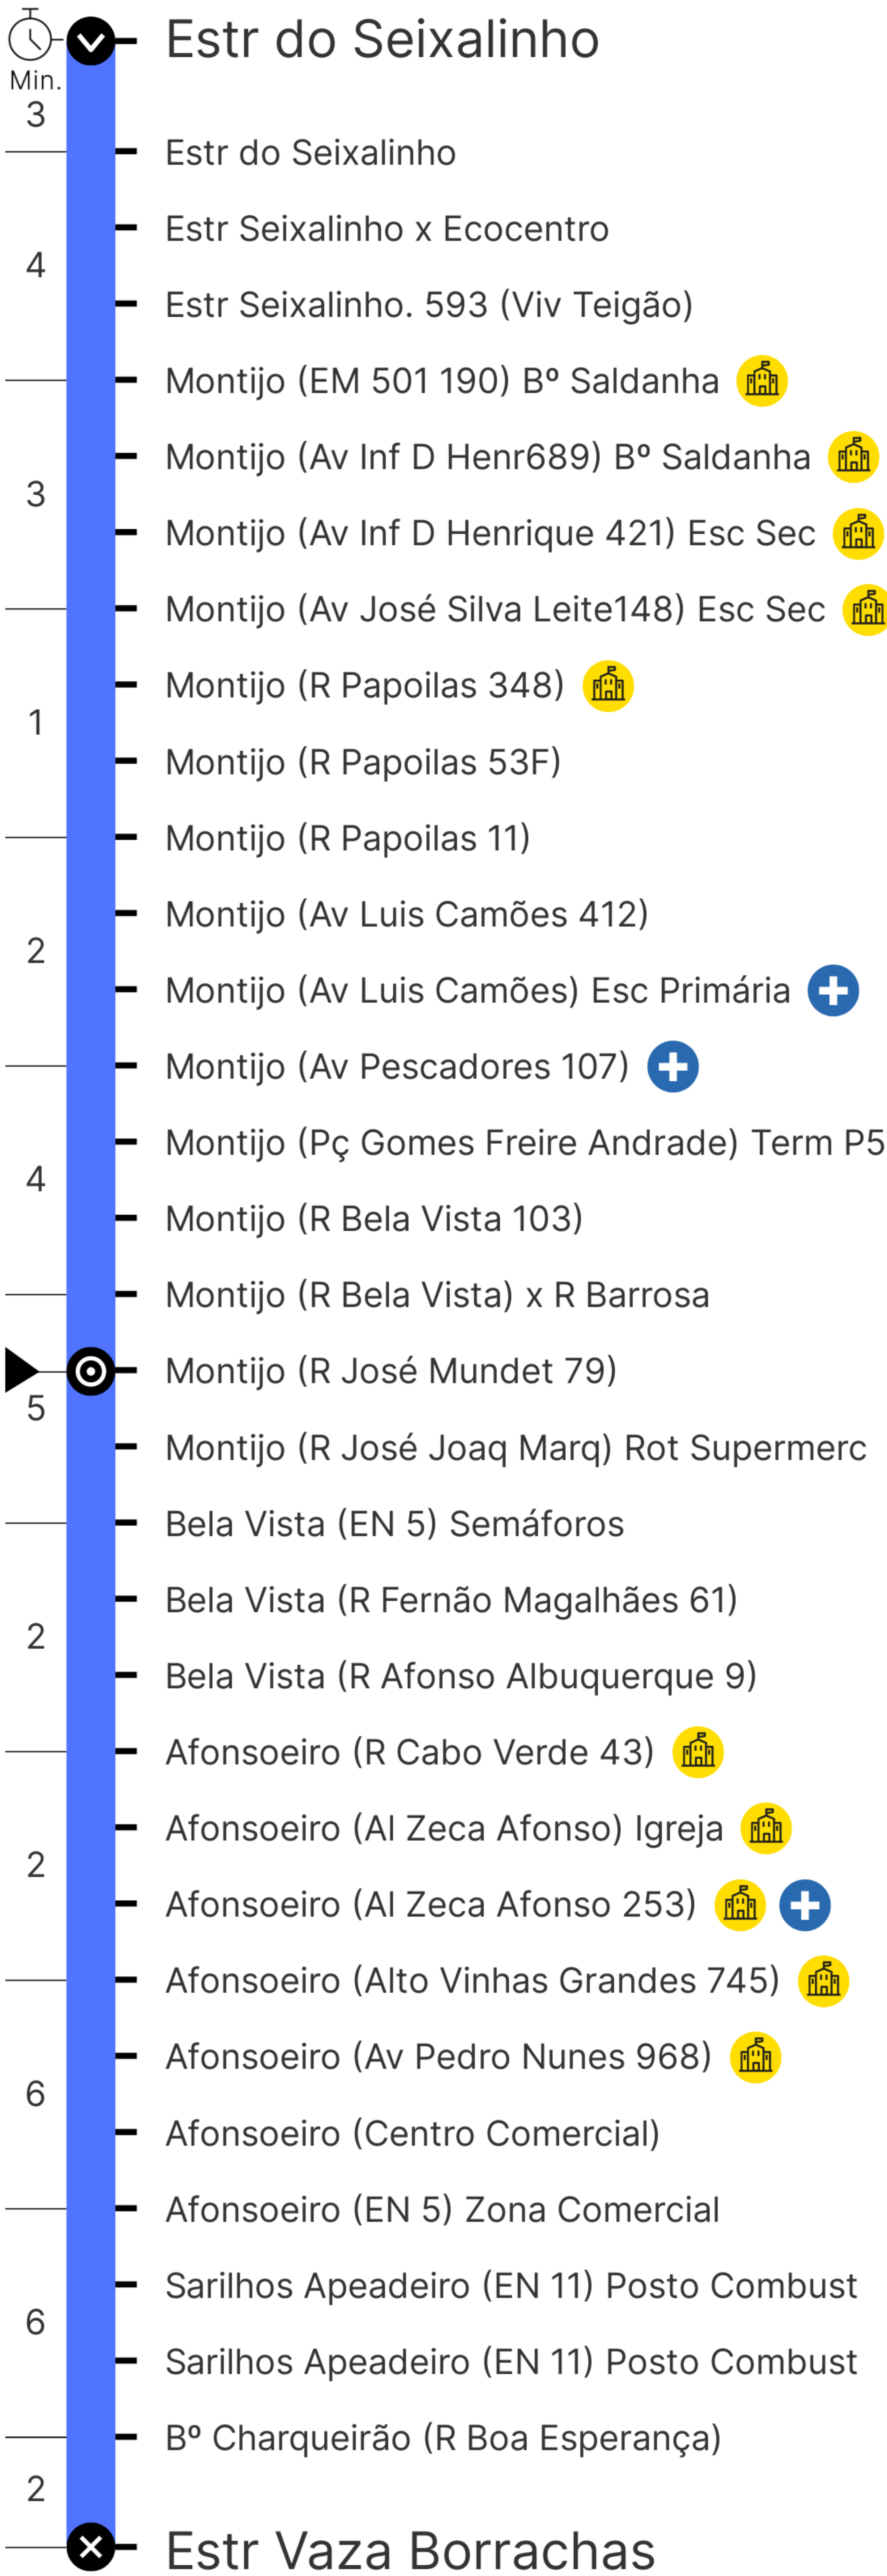 Estr do Seixalinho
Min.
3
Estr do Seixalinho
Estr Seixalinho x Ecocentro
4
Estr Seixalinho. 593 (Viv Teigão)
Montijo (EM 501 190) Bº Saldanha
Montijo (Av Inf D Henr689) Bº Saldanha
3
Montijo (Av Inf D Henrique 421) Esc Sec
Montijo (Av José Silva Leite148) Esc Sec
Montijo (R Papoilas 348)
1
Montijo (R Papoilas 53F)
Montijo (R Papoilas 11)
Montijo (Av Luis Camões 412)
2
Montijo (Av Luis Camões) Esc Primária
Montijo (Av Pescadores 107)
Montijo (Pç Gomes Freire Andrade) Term P5
4
Montijo (R Bela Vista 103)
Montijo (R Bela Vista) x R Barrosa
Montijo (R José Mundet 79)
5
Montijo (R José Joaq Marq) Rot Supermerc
Bela Vista (EN 5) Semáforos
Bela Vista (R Fernão Magalhães 61)
2
Bela Vista (R Afonso Albuquerque 9)
Afonsoeiro (R Cabo Verde 43)
Afonsoeiro (Al Zeca Afonso) Igreja
2
Afonsoeiro (Al Zeca Afonso 253)
Afonsoeiro (Alto Vinhas Grandes 745)
Afonsoeiro (Av Pedro Nunes 968)
6
Afonsoeiro (Centro Comercial)
Afonsoeiro (EN 5) Zona Comercial
Sarilhos Apeadeiro (EN 11) Posto Combust
6
Sarilhos Apeadeiro (EN 11) Posto Combust
Bº Charqueirão (R Boa Esperança)
2
Estr Vaza Borrachas